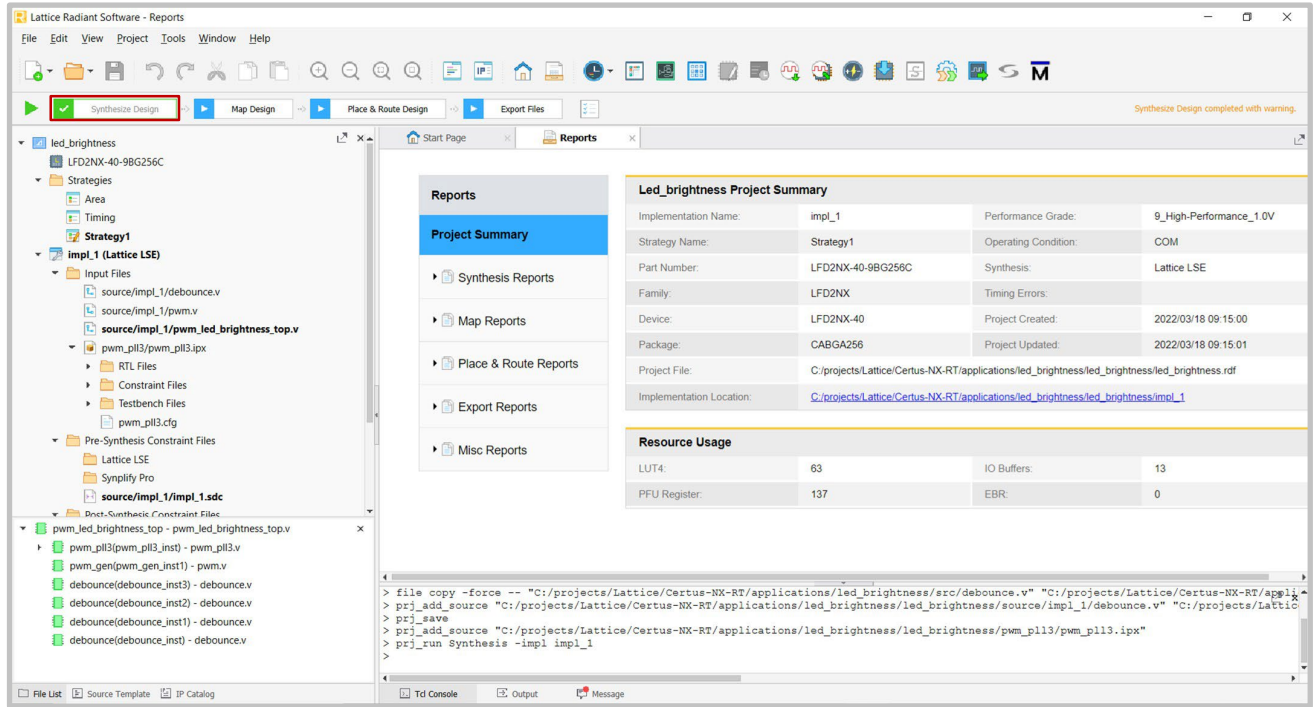 Lattice Radiant Software - Reports
File Edit View Project Tools Window Help
Synthesize Design
Map Design
Place & Route Design
Export Files
Synthesize Design completed with warning.
led_brightness
LFD2NX-40-9BG256C
Strategies
Area
Timing
Strategy1
impl_1 (Lattice LSE)
Input Files
source/impl_1/debounce.v
source/impl_1/pwm.v
source/impl_1/pwm_led_brightness_top.v
pwm_pll3/pwm_pll3.ipx
RTL Files
Constraint Files
Testbench Files
pwm_pll3.cfg
Pre-Synthesis Constraint Files
Lattice LSE
Synplify Pro
source/impl_1/impl_1.sdc
Post-Synthesis Constraint Files
pwm_led_brightness_top - pwm_led_brightness_top.v
pwm_pll3(pwm_pll3_inst) - pwm_pll3.v
pwm_gen(pwm_gen_inst1) - pwm.v
debounce(debounce_inst3) - debounce.v
debounce(debounce_inst2) - debounce.v
debounce(debounce_inst1) - debounce.v
debounce(debounce_inst) - debounce.v
File List Source Template IP Catalog
Start Page
Reports
Reports
Project Summary
Synthesis Reports
Map Reports
Place & Route Reports
Export Reports
Misc Reports
Led_brightness Project Summary
Implementation Name: impl_1 Performance Grade: 9_High-Performance_1.0V
Strategy Name: Strategy1 Operating Condition: COM
Part Number: LFD2NX-40-9BG256C Synthesis: Lattice LSE
Family: LFD2NX Timing Errors:
Device: LFD2NX-40 Project Created: 2022/03/18 09:15:00
Package: CABGA256 Project Updated: 2022/03/18 09:15:01
Project File: C:/projects/Lattice/Certus-NX-RT/applications/led_brightness/led_brightness/led_brightness.rdf
Implementation Location: C:/projects/Lattice/Certus-NX-RT/applications/led_brightness/led_brightness/impl_1
Resource Usage
LUT4: 63 IO Buffers: 13
PFU Register: 137 EBR: 0
> file copy -force -- "C:/projects/Lattice/Certus-NX-RT/applications/led_brightness/src/debounce.v" "C:/projects/Lattice/Certus-NX-RT/appli
> prj_add_source "C:/projects/Lattice/Certus-NX-RT/applications/led_brightness/led_brightness/source/impl_1/debounce.v" "C:/projects/Lattic
> prj_save
> prj_add_source "C:/projects/Lattice/Certus-NX-RT/applications/led_brightness/led_brightness/pwm_pll3/pwm_pll3.ipx"
> prj_run Synthesis -impl impl_1
>
Tcl Console Output Message